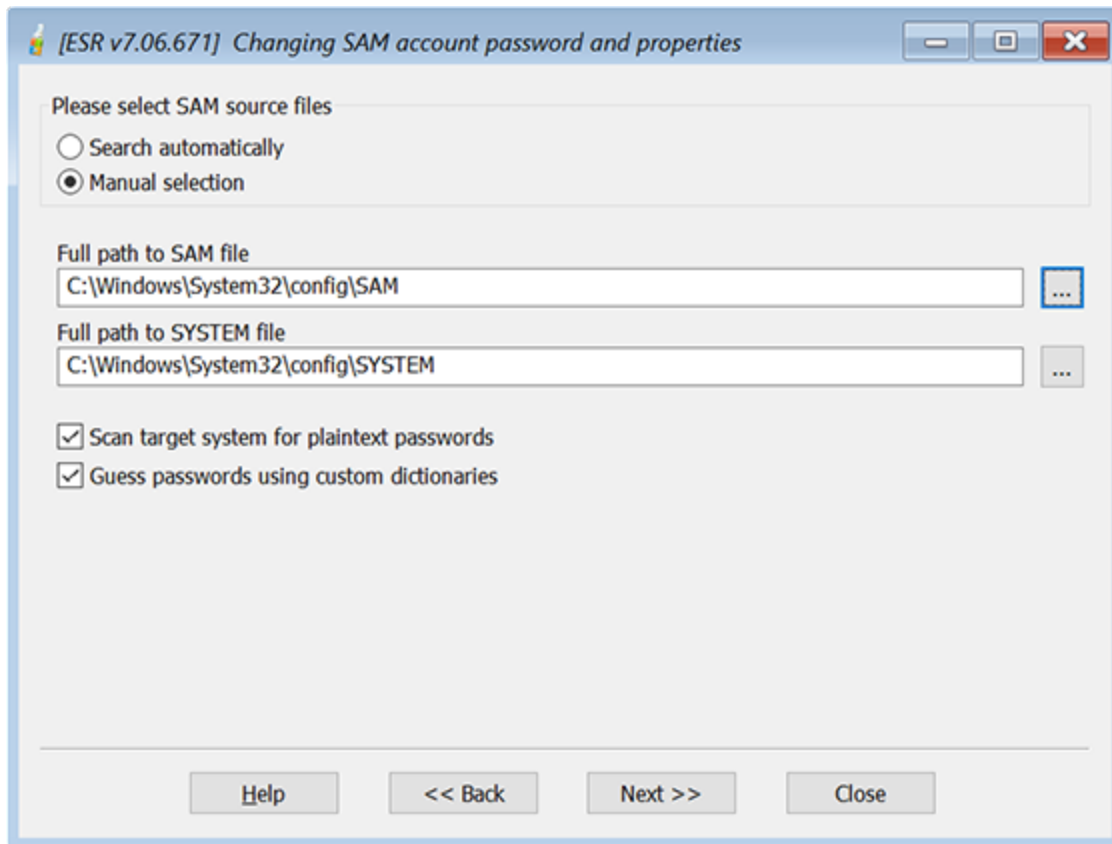 [ESR v7.06.671] Changing SAM account password and properties
Please select SAM source files
Search automatically
Manual selection
Full path to SAM file
C:\Windows\System32\config\SAM
...
Full path to SYSTEM file
C:\Windows\System32\config\SYSTEM
...
Scan target system for plaintext passwords
Guess passwords using custom dictionaries
Help << Back Next >> Close